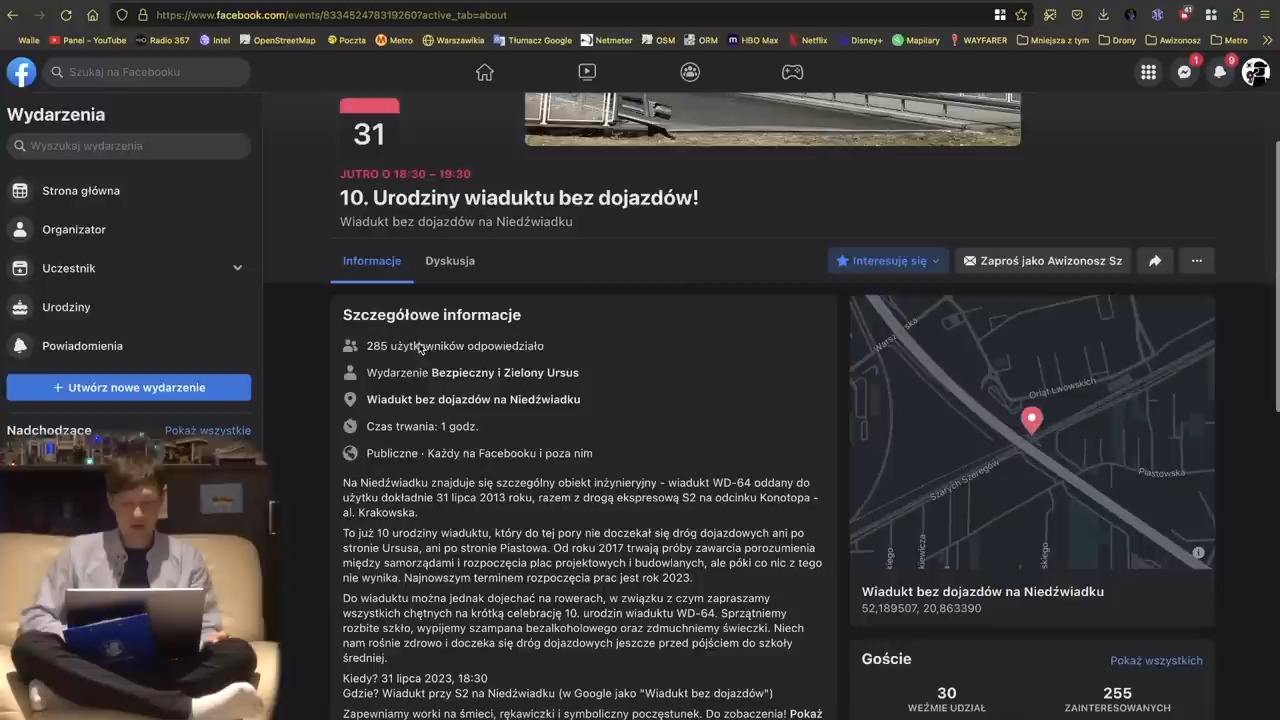 https://www.facebook.com/events/833452478319260?active_tab=about
41
Walle
Panel - YouTube
Radio 357
Intel
OpenStreetMap
Poczta
Metro
Warszawikia
Tłumacz Google
Netmeter
OSM
ORM
HBO Max
Netflix
Disney+
Mapilary
WAYFARER
Mniejsza z tym
Drony
Awizonosz
Metro
Szukaj na Facebooku
1
9
Wydarzenia
Wyszukaj wydarzenia
Strona główna
Organizator
Uczestnik
Urodziny
Powiadomienia
+ Utwórz nowe wydarzenie
Nadchodzące
Pokaż wszystkie
31
JUTRO O 18:30 – 19:30
10. Urodziny wiaduktu bez dojazdów!
Wiadukt bez dojazdów na Niedźwiadku
Informacje
Dyskusja
Interesuję się
Zaproś jako Awizonosz Sz
Szczegółowe informacje
285 użytkowników odpowiedziało
Wydarzenie Bezpieczny i Zielony Ursus
Wiadukt bez dojazdów na Niedźwiadku
Czas trwania: 1 godz.
Publiczne · Każdy na Facebooku i poza nim
Na Niedźwiadku znajduje się szczególny obiekt inżynieryjny - wiadukt WD-64 oddany do
użytku dokładnie 31 lipca 2013 roku, razem z drogą ekspresową S2 na odcinku Konotopa -
al. Krakowska.
To już 10 urodziny wiaduktu, który do tej pory nie doczekał się dróg dojazdowych ani po
stronie Ursusa, ani po stronie Piastowa. Od roku 2017 trwają próby zawarcia porozumienia
między samorządami i rozpoczęcia prac projektowych i budowlanych, ale póki co nic z tego
nie wynika. Najnowszym terminem rozpoczęcia prac jest rok 2023.
Do wiaduktu można jednak dojechać na rowerach, w związku z czym zapraszamy
wszystkich chętnych na krótką celebrację 10. urodzin wiaduktu WD-64. Sprzątniemy
rozbite szkło, wypijemy szampana bezalkoholowego oraz zdmuchniemy świeczki. Niech
nam rośnie zdrowo i doczeka się dróg dojazdowych jeszcze przed pójściem do szkoły
średniej.
Kiedy? 31 lipca 2023, 18:30
Gdzie? Wiadukt przy S2 na Niedźwiadku (w Google jako "Wiadukt bez dojazdów")
Zapewniamy worki na śmieci, rękawiczki i symboliczny poczęstunek. Do zobaczenia! Pokaż
Warszawska
Orląt Lwowskich
Piastowska
Szarych Szeregów
Wiadukt bez dojazdów na Niedźwiadku
52,189507, 20,863390
Goście
Pokaż wszystkich
30
WEŹMIE UDZIAŁ
255
ZAINTERESOWANYCH